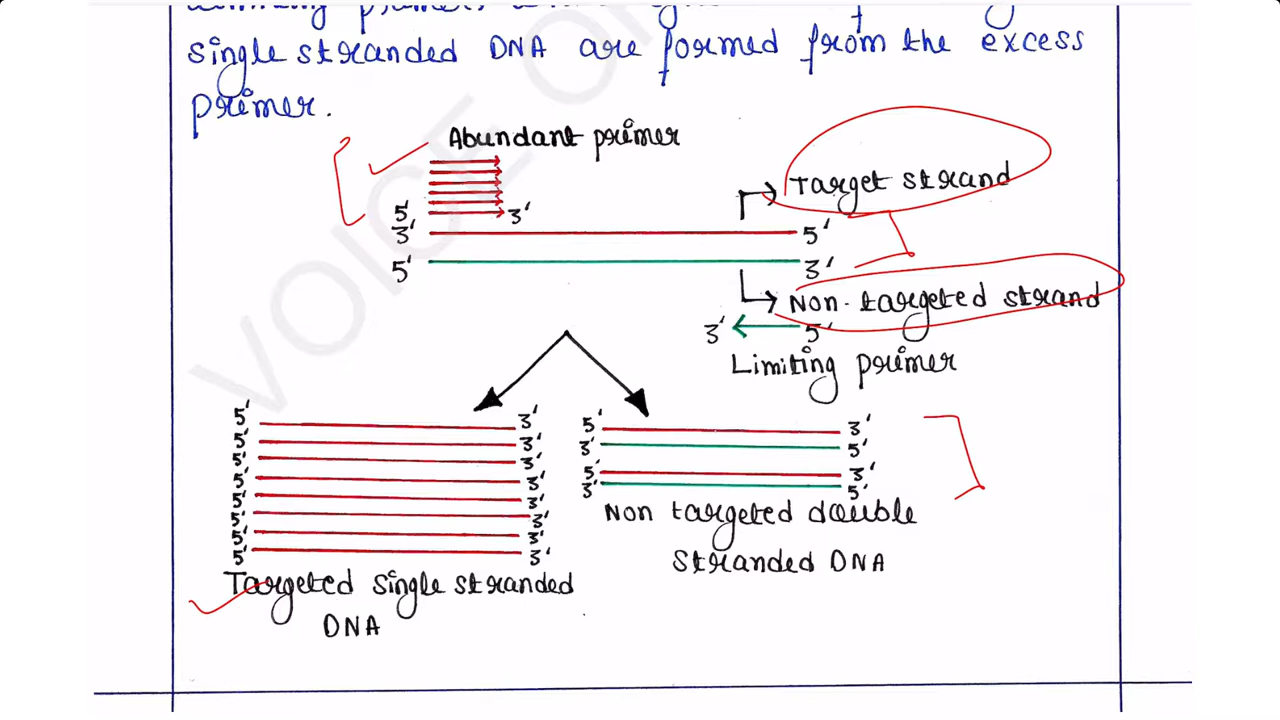 primer
single stranded DNA are formed from the excess
primer.
Abundant primer
Target strand
5' 3'
3' 5'
5' 3'
Non-targeted strand
3' 5'
Limiting primer
5' 3' 5' 3'
5' 3' 3' 5'
5' 3' 5' 3'
5' 3' 3' 5'
5' 3'
5' 3'
5' 3'
5' 3'
Non targeted double
stranded DNA
Targeted single stranded
DNA
VOICE O